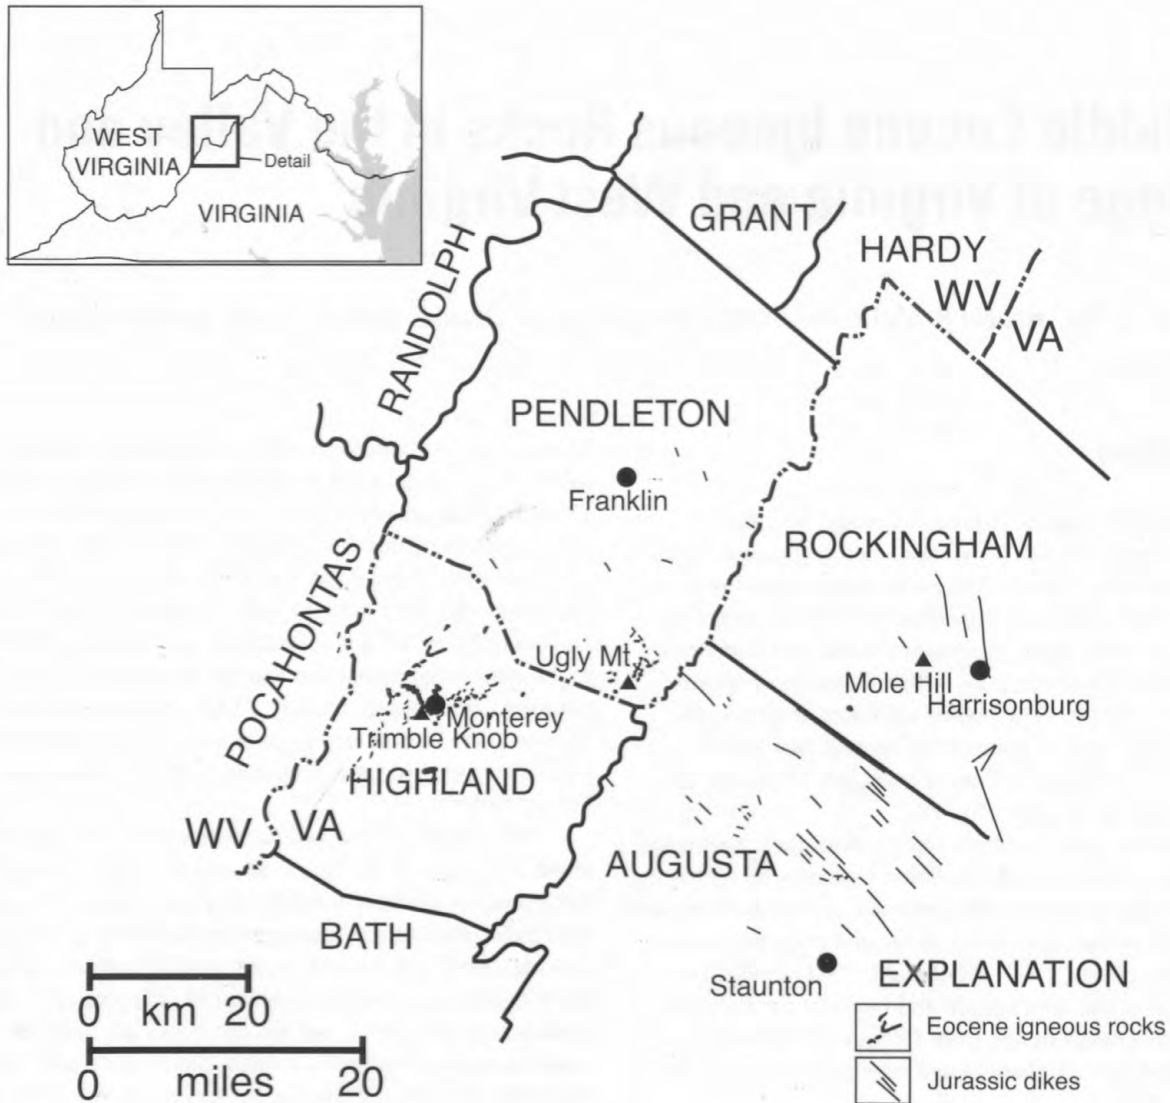 WEST
VIRGINIA
Detail
VIRGINIA
RANDOLPH
GRANT
HARDY
WV
VA
PENDLETON
Franklin
POCAHONTAS
ROCKINGHAM
Ugly Mt
Mole Hill
Harrisonburg
Monterey
Trimble Knob
HIGHLAND
WV VA
AUGUSTA
BATH
Staunton
EXPLANATION
Eocene igneous rocks
Jurassic dikes
0 km 20
0 miles 20